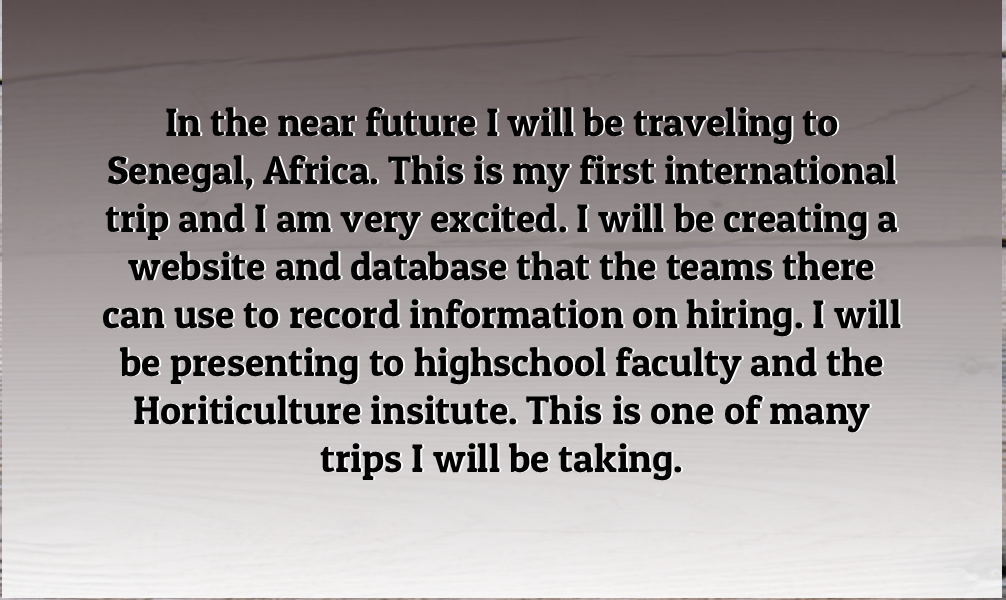 In the near future I will be traveling to
Senegal, Africa. This is my first international
trip and I am very excited. I will be creating a
website and database that the teams there
can use to record information on hiring. I will
be presenting to highschool faculty and the
Horiticulture insitute. This is one of many
trips I will be taking.